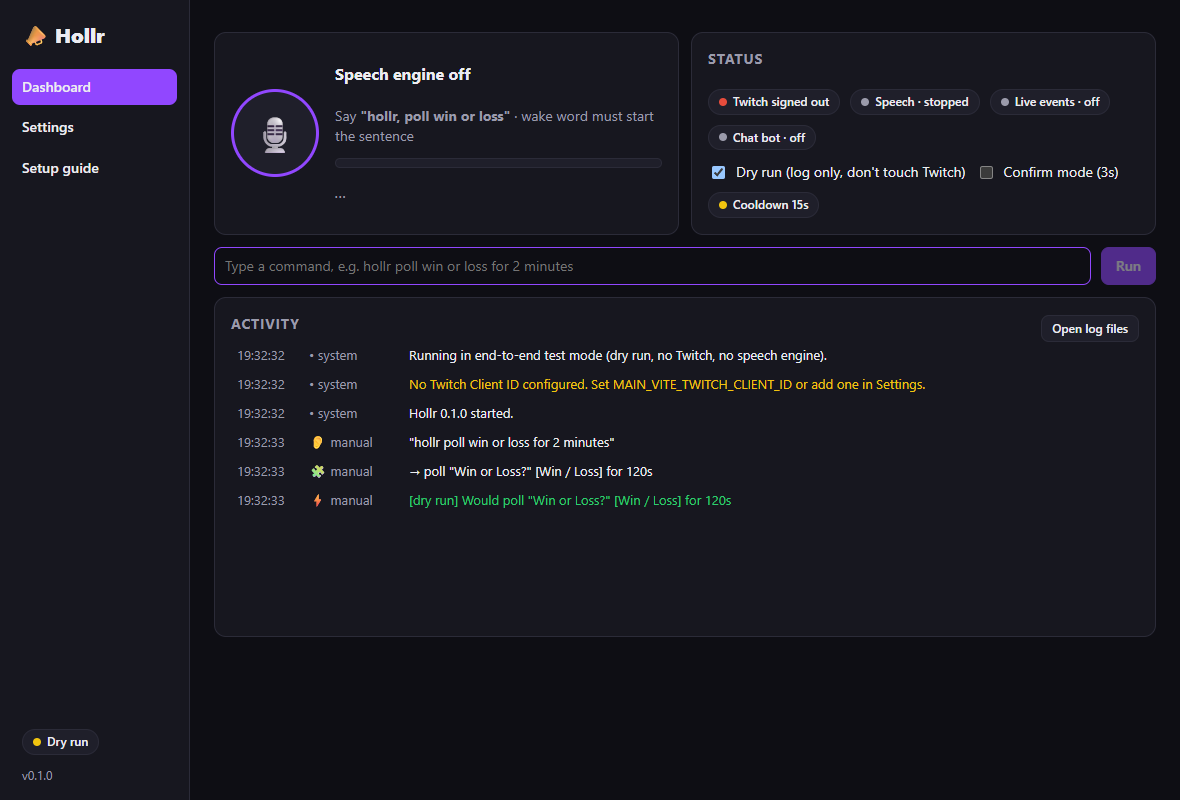 Hollr
Dashboard
Settings
Setup guide
Dry run
v0.1.0
Speech engine off
Say "hollr, poll win or loss" · wake word must start
the sentence
...
STATUS
Twitch signed out
Speech · stopped
Live events · off
Chat bot · off
Dry run (log only, don't touch Twitch)
Confirm mode (3s)
Cooldown 15s
Type a command, e.g. hollr poll win or loss for 2 minutes
Run
ACTIVITY
Open log files
19:32:32 • system Running in end-to-end test mode (dry run, no Twitch, no speech engine).
19:32:32 • system No Twitch Client ID configured. Set MAIN_VITE_TWITCH_CLIENT_ID or add one in Settings.
19:32:32 • system Hollr 0.1.0 started.
19:32:33 manual "hollr poll win or loss for 2 minutes"
19:32:33 manual → poll "Win or Loss?" [Win / Loss] for 120s
19:32:33 manual [dry run] Would poll "Win or Loss?" [Win / Loss] for 120s